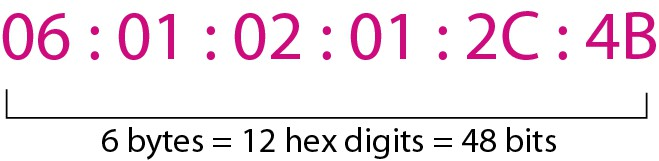 06 : 01 : 02 : 01 : 2C : 4B
6 bytes = 12 hex digits = 48 bits